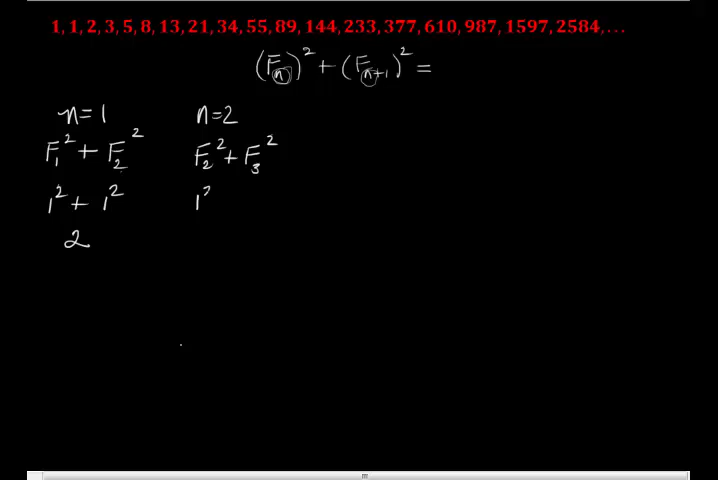 1, 1, 2, 3, 5, 8, 13, 21, 34, 55, 89, 144, 233, 377, 610, 987, 1597, 2584, ...
(Fₙ)² + (Fₙ₊₁)² =
n=1 n=2
F₁² + F₂² F₂² + F₃²
1² + 1² 1²
2